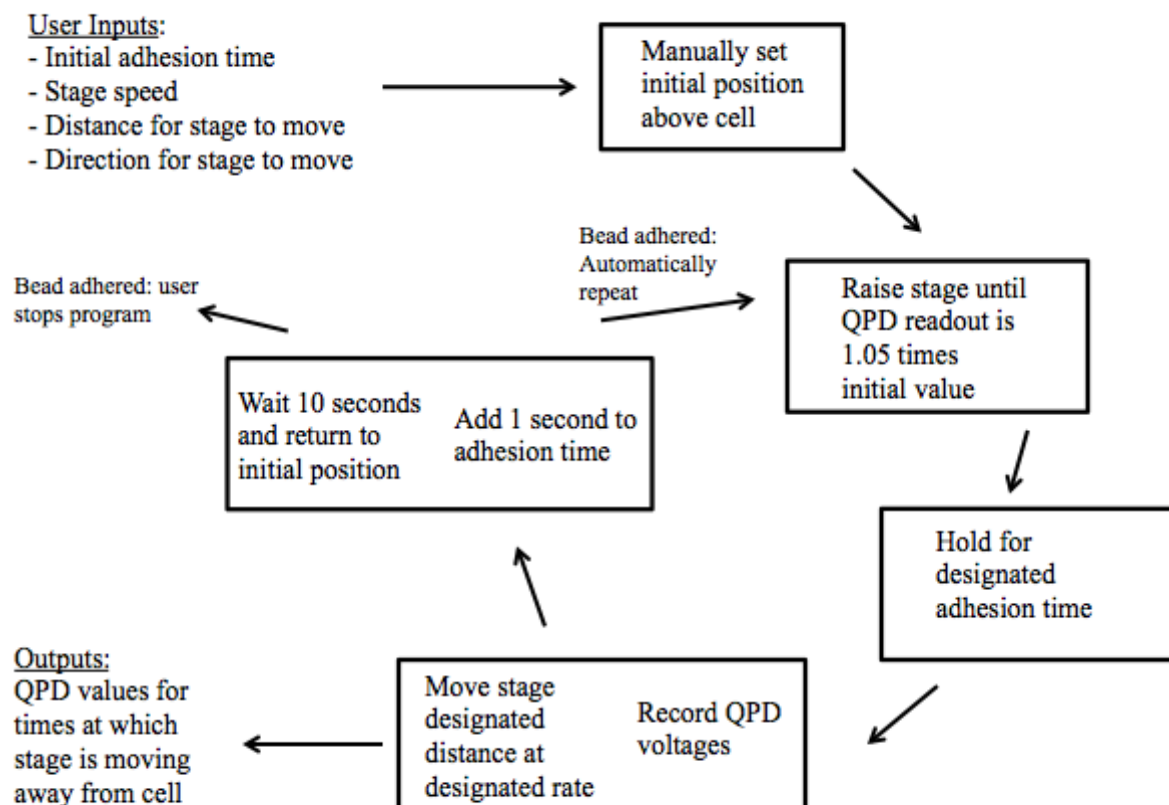 User Inputs:
- Initial adhesion time
- Stage speed
- Distance for stage to move
- Direction for stage to move
Manually set
initial position
above cell
Bead adhered:
Automatically
repeat
Raise stage until
QPD readout is
1.05 times
initial value
Bead adhered: user
stops program
Wait 10 seconds
and return to
initial position
Add 1 second to
adhesion time
Hold for
designated
adhesion time
Move stage
designated
distance at
designated rate
Record QPD
voltages
Outputs:
QPD values for
times at which
stage is moving
away from cell